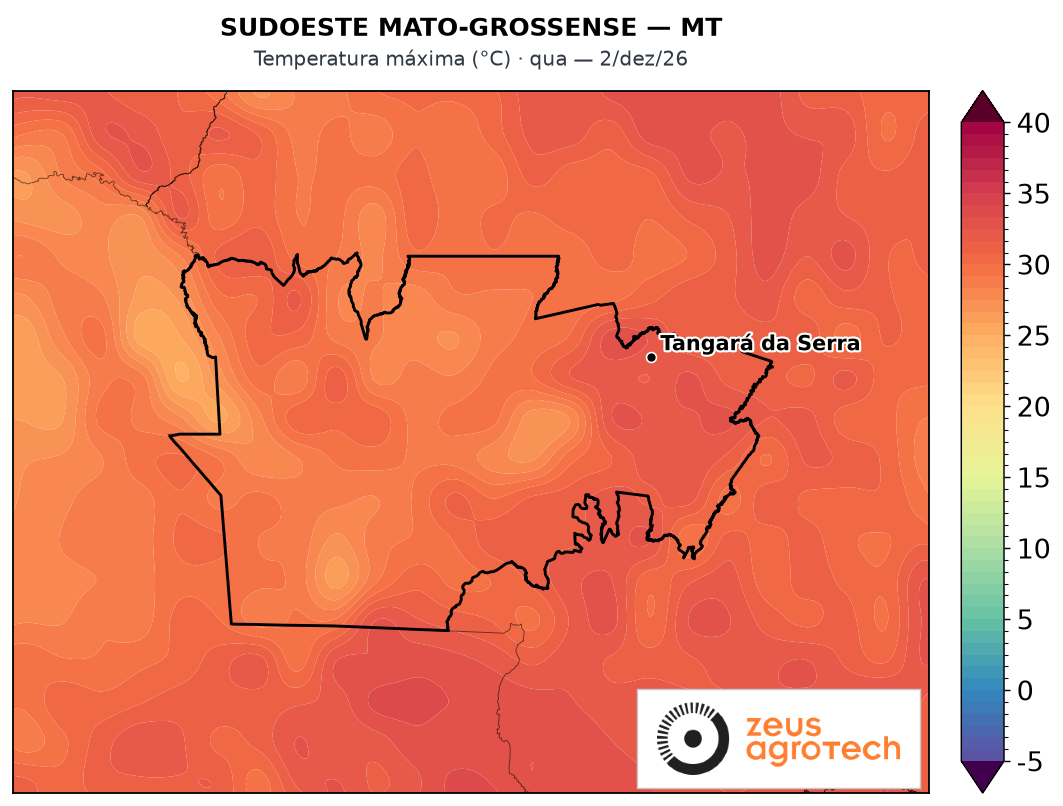 SUDOESTE MATO-GROSSENSE — MT
Temperatura máxima (°C) · qua — 2/dez/26
40
35
30
25
20
15
10
5
0
-5
Tangará da Serra
zeus
agrotech